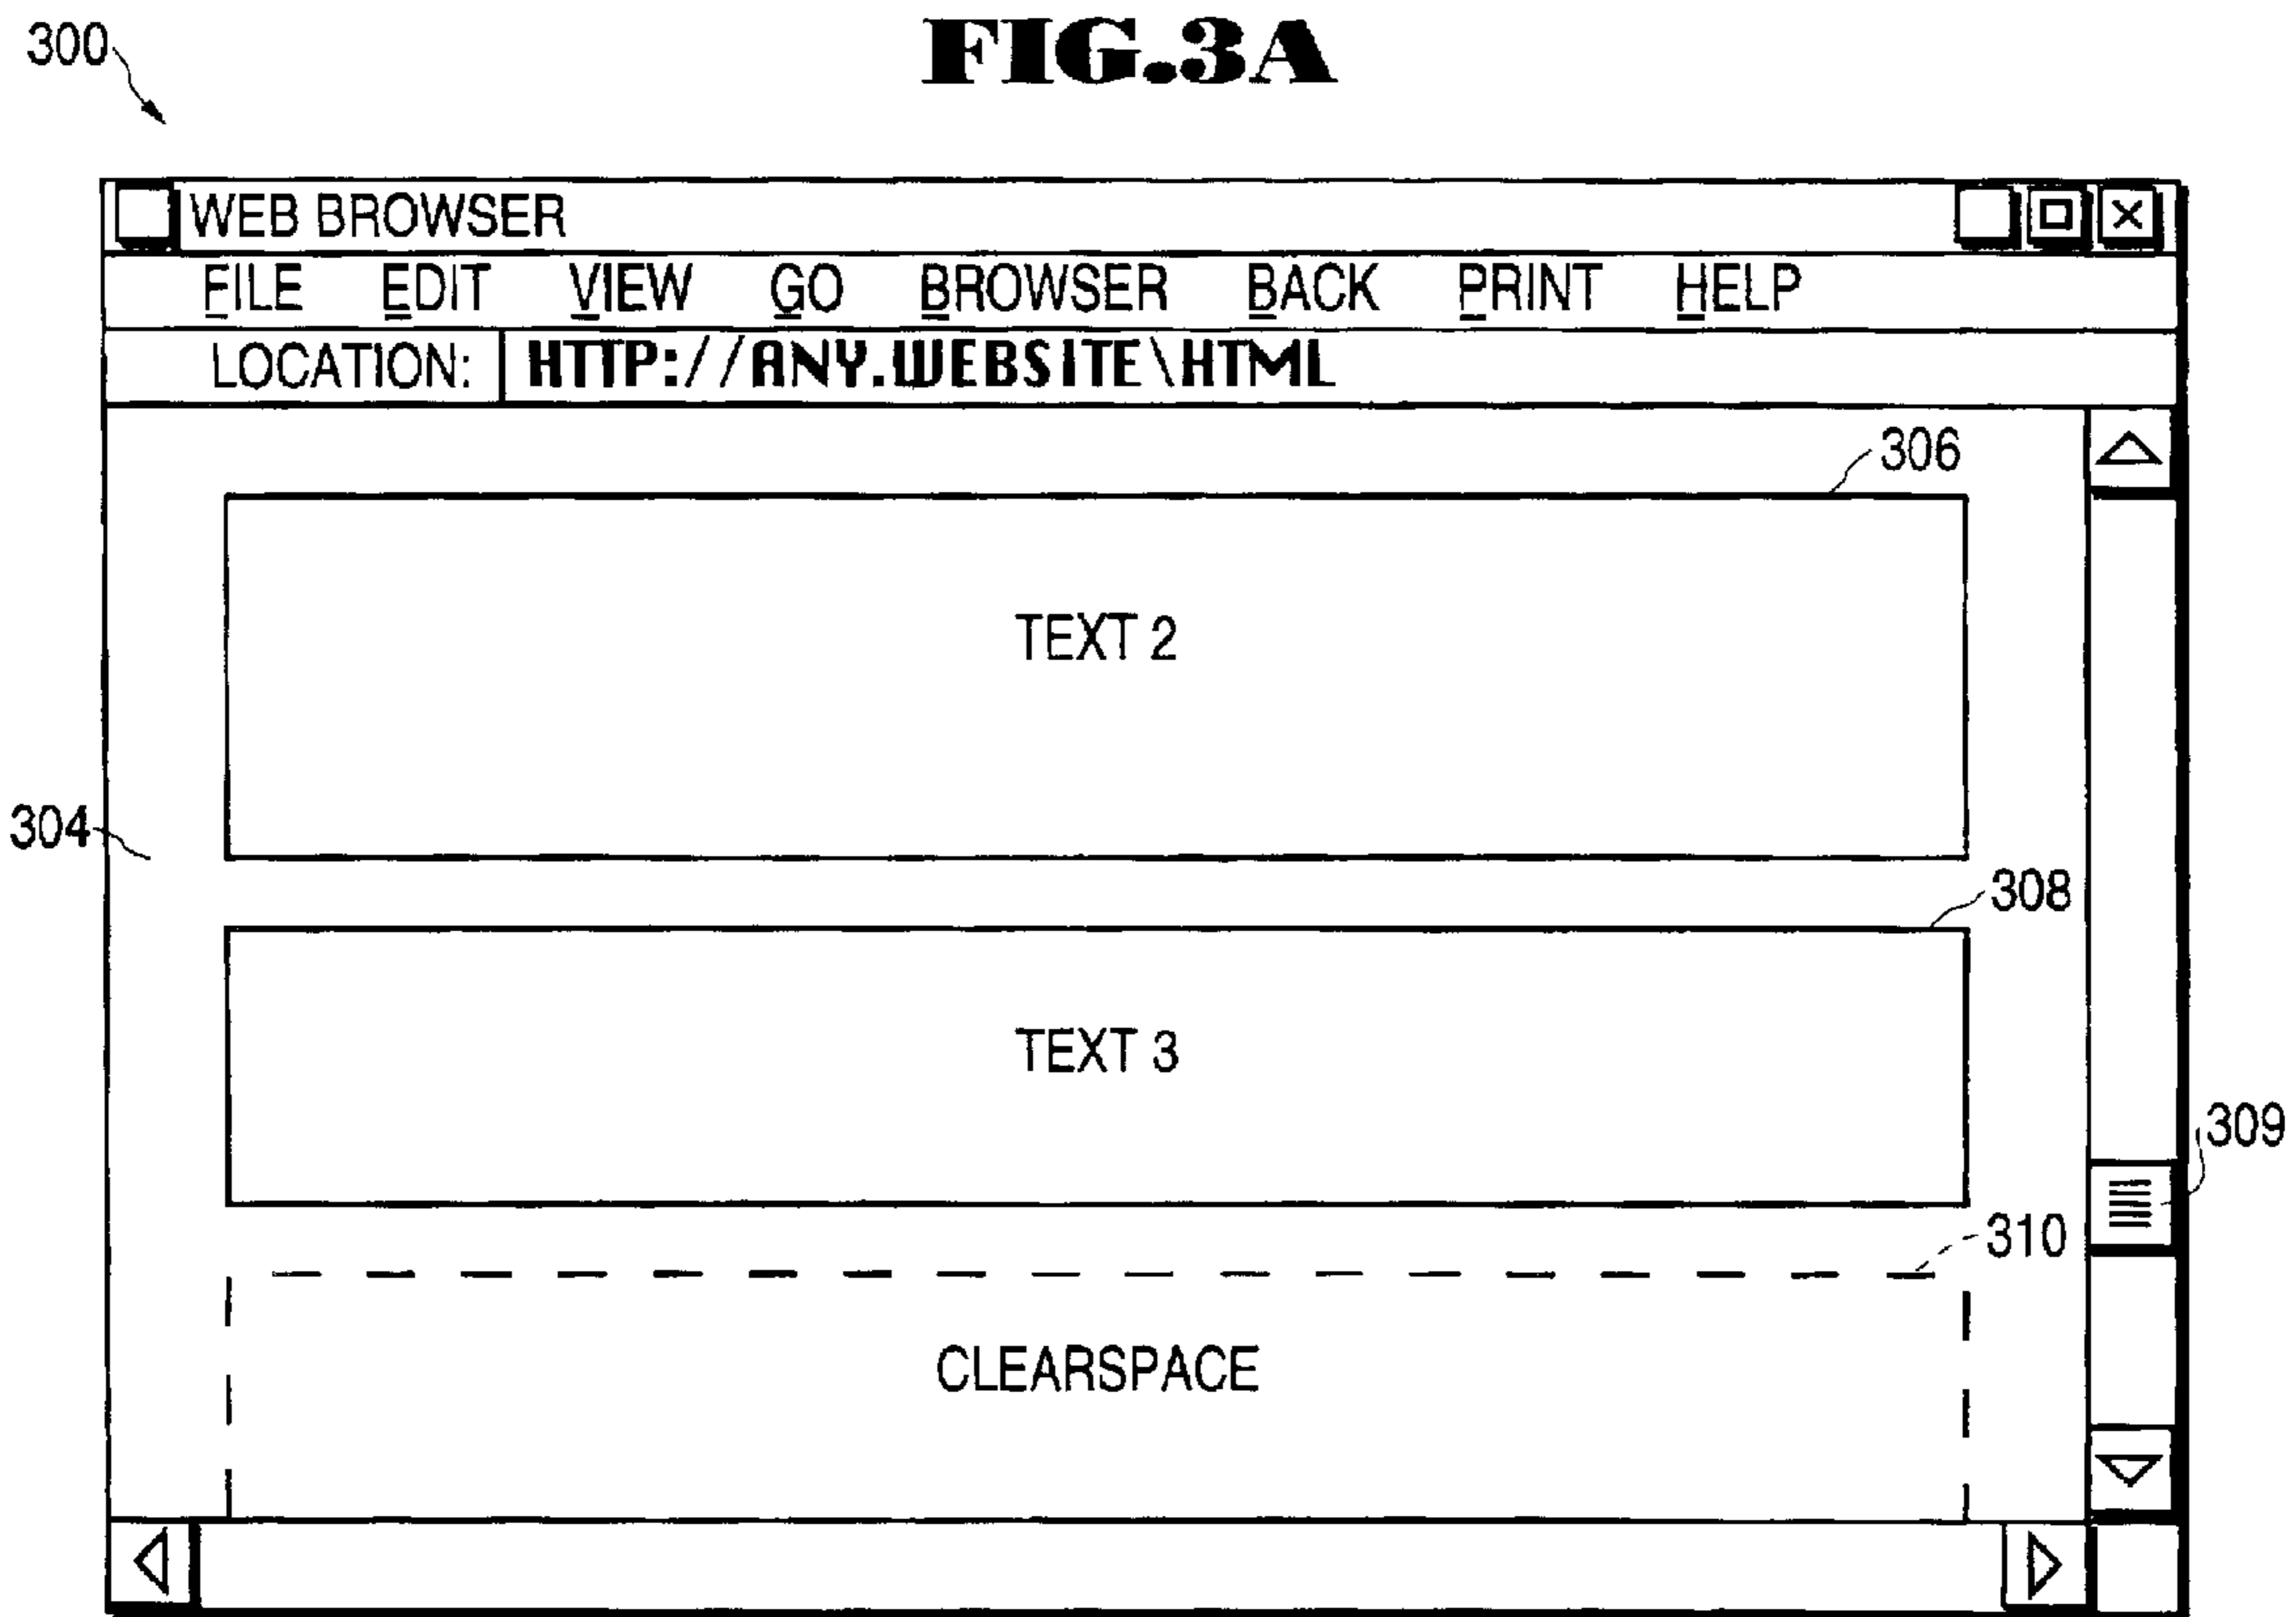 FIG.3A
300
WEB BROWSER
FILE EDIT VIEW GO BROWSER BACK PRINT HELP
LOCATION: HTTP://ANY.WEBSITE\HTML
306
TEXT 2
304
308
TEXT 3
309
310
CLEARSPACE